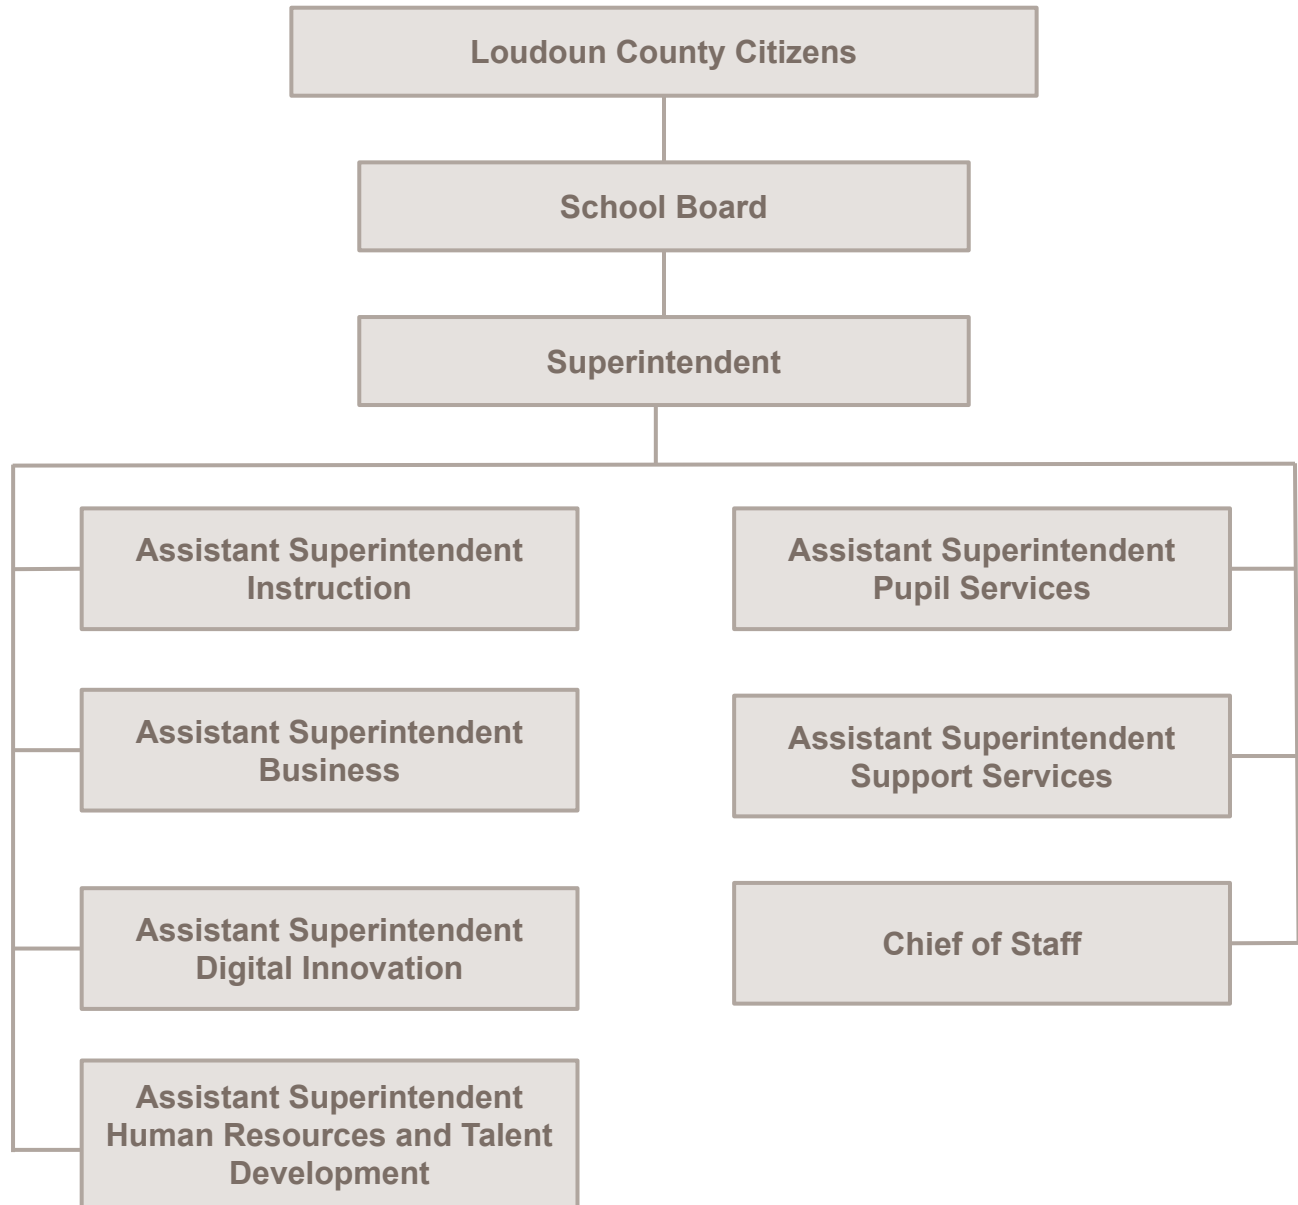 Loudoun County Citizens
School Board
Superintendent
Assistant Superintendent
Instruction
Assistant Superintendent
Business
Assistant Superintendent
Digital Innovation
Assistant Superintendent
Human Resources and Talent
Development
Assistant Superintendent
Pupil Services
Assistant Superintendent
Support Services
Chief of Staff